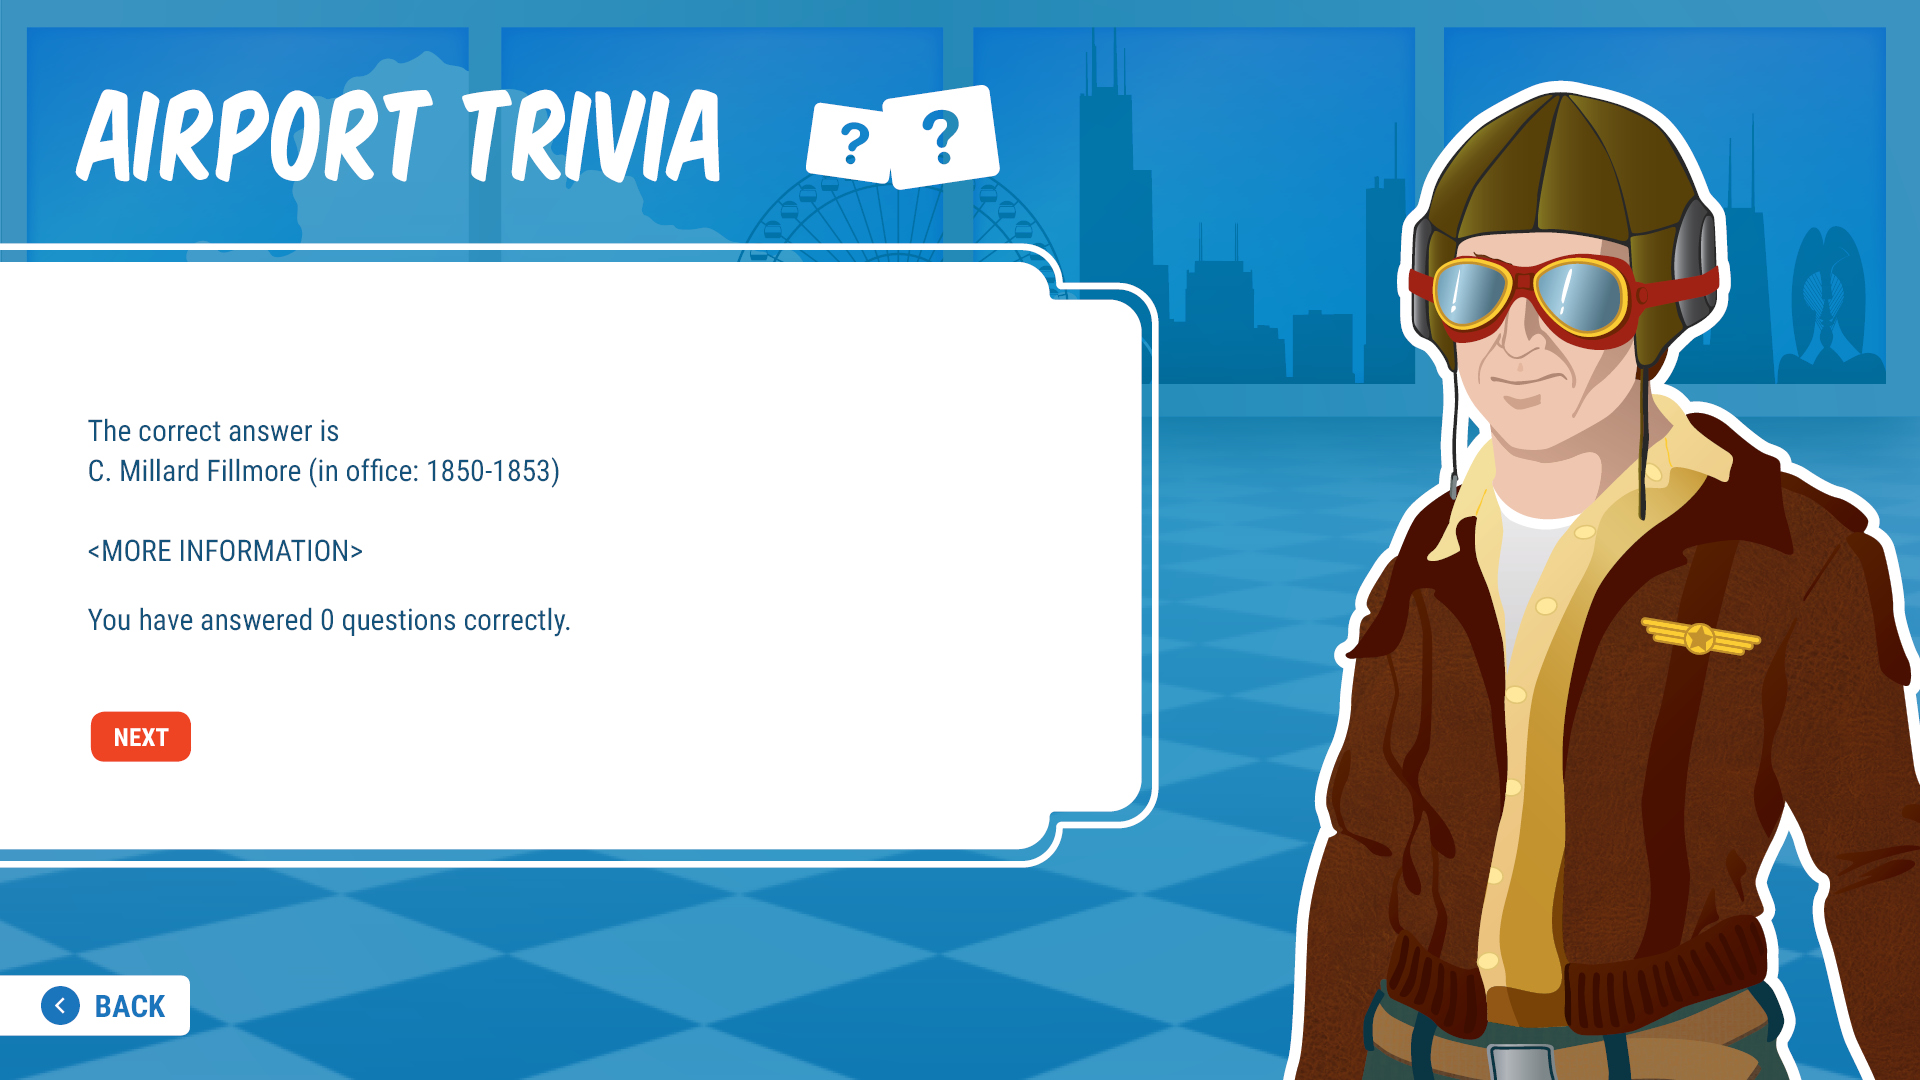 AIRPORT TRIVIA
? ?
The correct answer is
C. Millard Fillmore (in office: 1850-1853)
<MORE INFORMATION>
You have answered 0 questions correctly.
NEXT
BACK